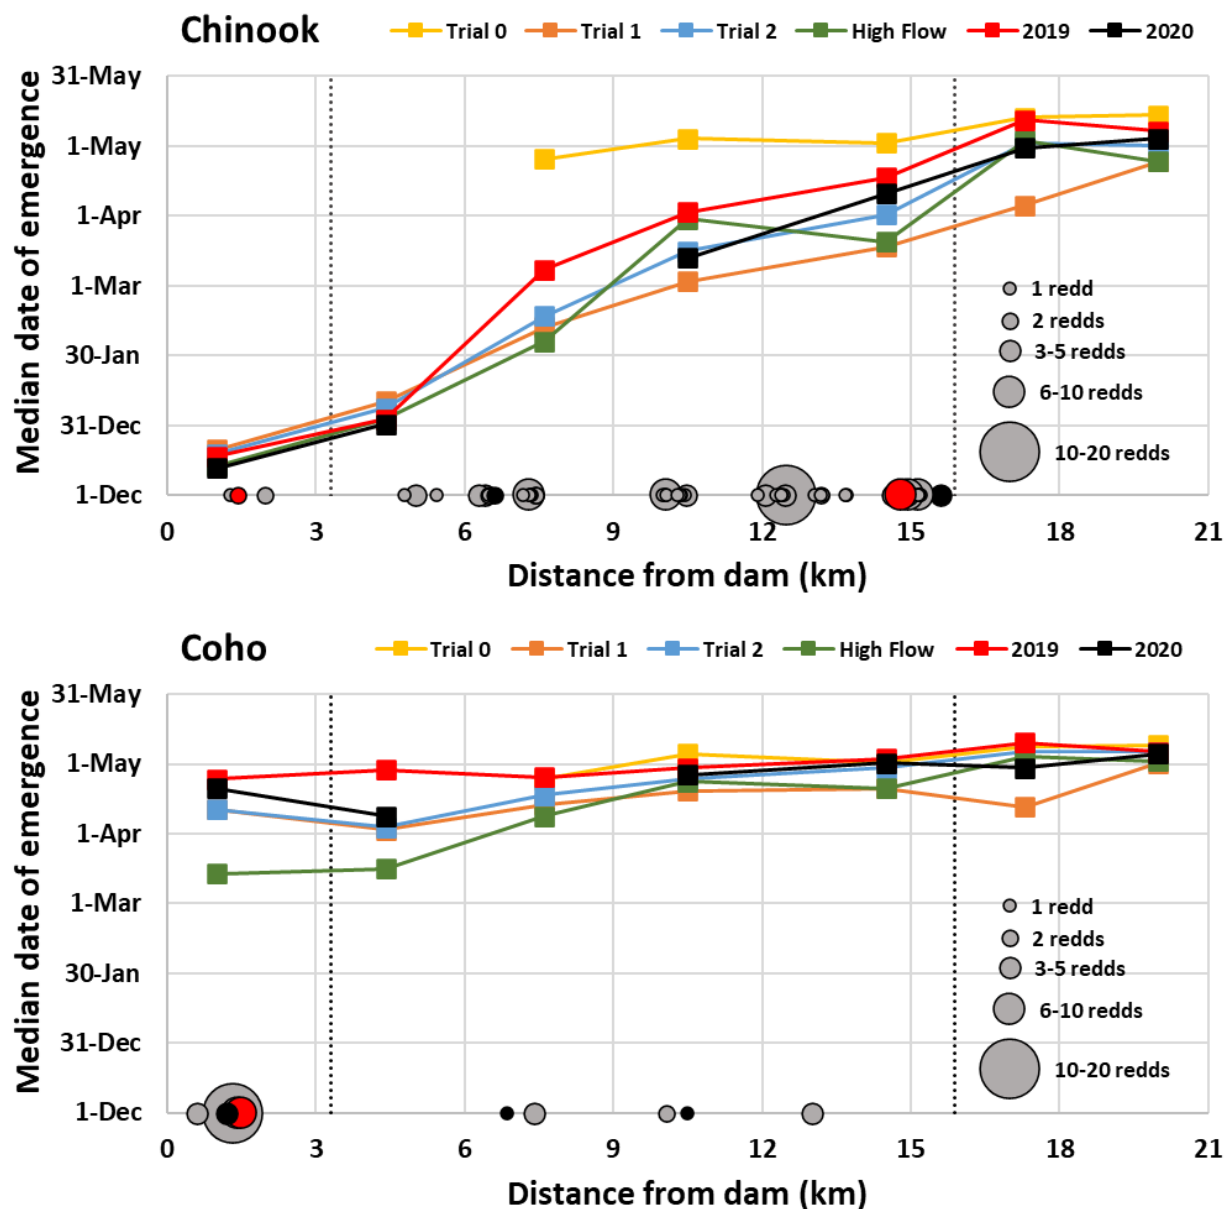 Chinook
Trial 0 Trial 1 Trial 2 High Flow 2019 2020
Median date of emergence
31-May
1-May
1-Apr
1-Mar
30-Jan
31-Dec
1-Dec
1 redd
2 redds
3-5 redds
6-10 redds
10-20 redds
0 3 6 9 12 15 18 21
Distance from dam (km)
Coho
Trial 0 Trial 1 Trial 2 High Flow 2019 2020
Median date of emergence
31-May
1-May
1-Apr
1-Mar
30-Jan
31-Dec
1-Dec
1 redd
2 redds
3-5 redds
6-10 redds
10-20 redds
0 3 6 9 12 15 18 21
Distance from dam (km)